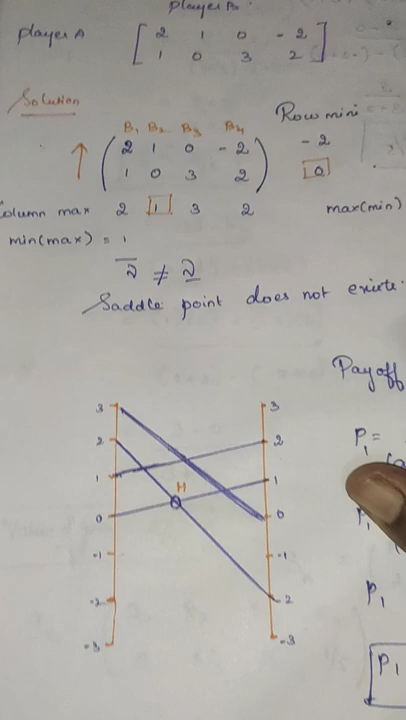 Player B
Player A [ 2 1 0 -2
1 0 3 2 ]
Solution
Row mini
B₁ B₂ B₃ B₄
↑ ( 2 1 0 -2 ) -2
( 1 0 3 2 ) 0
Column max 2 1 3 2 max(min)
min(max) = 1
Saddle point does not existe.
Payoff
3 3
2 2
1 1
H
0 0
-1 -1
-2 -2
-3 -3
P₁ =
P₁
P₁
P₁